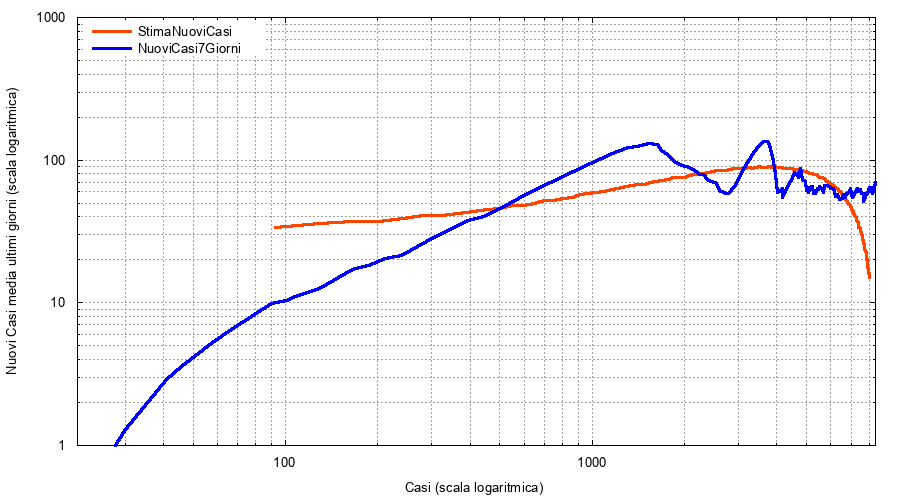 1000
StimaNuoviCasi
NuoviCasi7Giorni
100
10
1
Nuovi Casi media ultimi giorni (scala logaritmica)
100
1000
Casi (scala logaritmica)